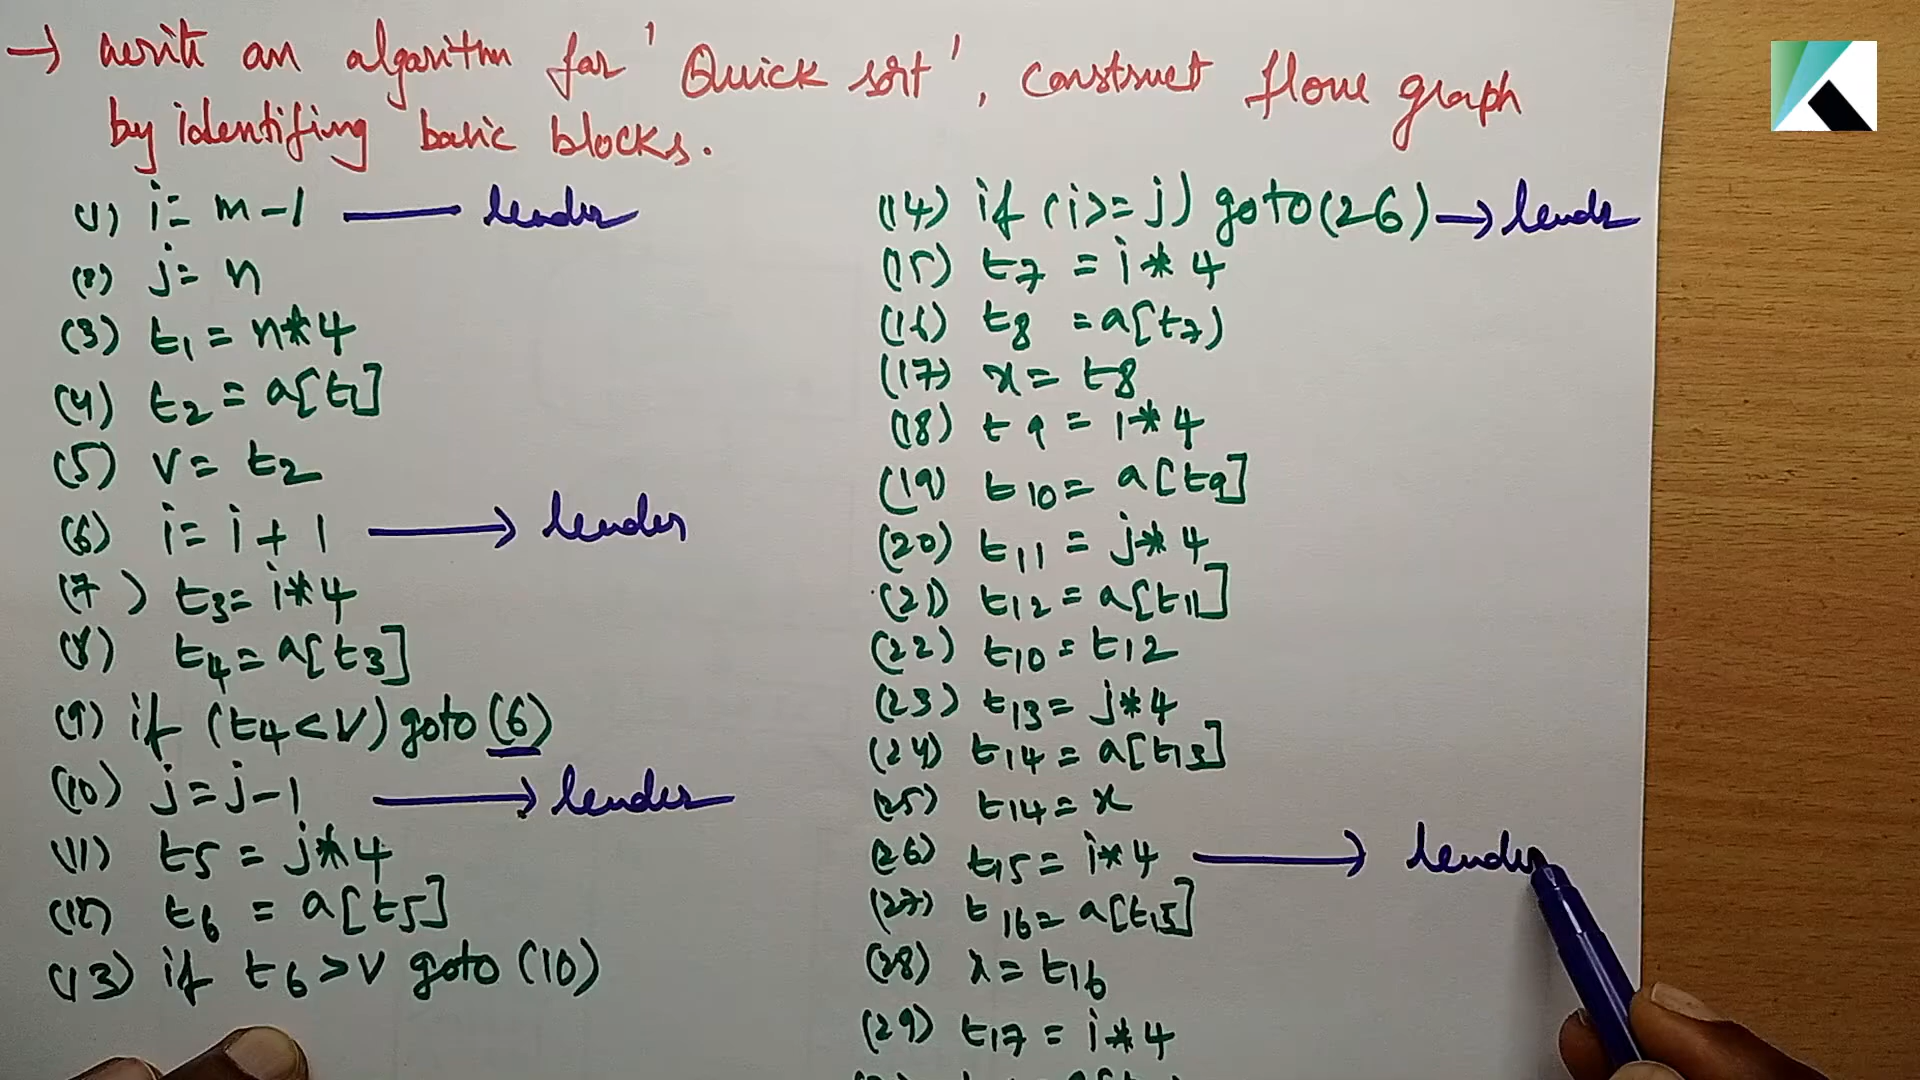 → write an algorithm for 'Quick sort', construct flow graph
by identifing basic blocks.
(1) i= m-1 —— leader
(2) j= n
(3) t1 = n*4
(4) t2 = a[t1]
(5) v= t2
(6) i= i+1 → leader
(7) t3= i*4
(8) t4= a[t3]
(9) if (t4<v) goto (6)
(10) j=j-1 → leader
(11) t5 = j*4
(12) t6 = a[t5]
(13) if t6>v goto (10)
(14) if (i>=j) goto(26) → leader
(15) t7 = i*4
(16) t8 =a[t7)
(17) x= t8
(18) t9 = i*4
(19) t10= a[t9]
(20) t11 = j*4
(21) t12 = a[t11]
(22) t10=t12
(23) t13= j*4
(24) t14= a[t13]
(25) t14= x
(26) t15= i*4 → leader
(27) t16= a[t15]
(28) x= t16
(29) t17 = i*4